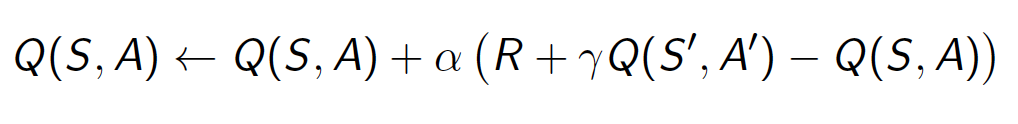 Q(S, A) ← Q(S, A) + α (R + γQ(S′, A′) − Q(S, A))